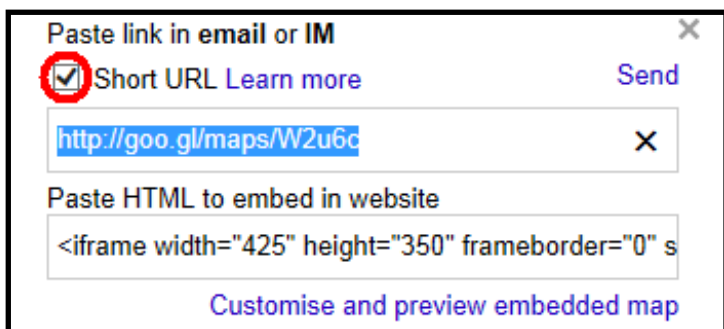 Paste link in email or IM
Short URL Learn more Send
http://goo.gl/maps/W2u6c
Paste HTML to embed in website
<iframe width="425" height="350" frameborder="0" s
Customise and preview embedded map